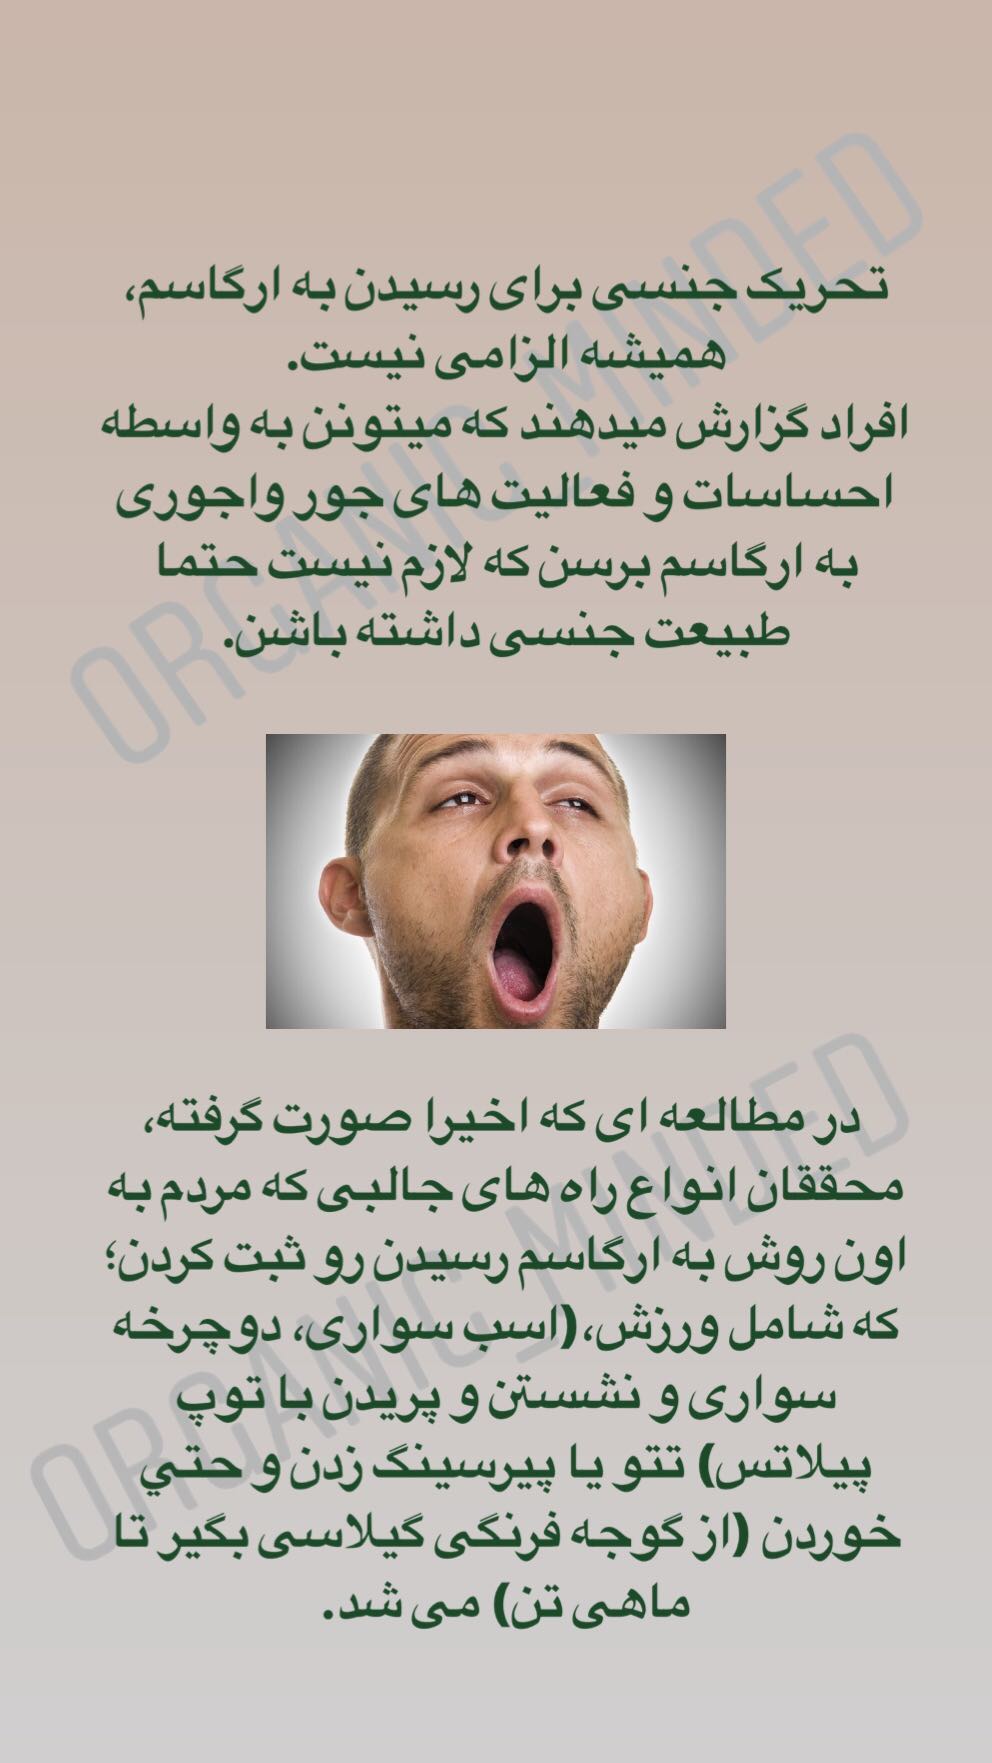 تحریک جنسی برای رسیدن به ارگاسم،
همیشه الزامی نیست.
افراد گزارش میدهند که میتونن به واسطه
احساسات و فعالیت های جور واجوری
به ارگاسم برسن که لازم نیست حتما
طبیعت جنسی داشته باشن.
در مطالعه ای که اخیرا صورت گرفته،
محققان انواع راه های جالبی که مردم به
اون روش به ارگاسم رسیدن رو ثبت کردن؛
که شامل ورزش،(اسب سواری، دوچرخه
سواری و نشستن و پریدن با توپ
پیلاتس) تتو یا پیرسینگ زدن و حتي
خوردن (از گوجه فرنگی گیلاسی بگیر تا
ماهی تن) می شد.
ORGANIC_MINDED
ORGANIC_MINDED